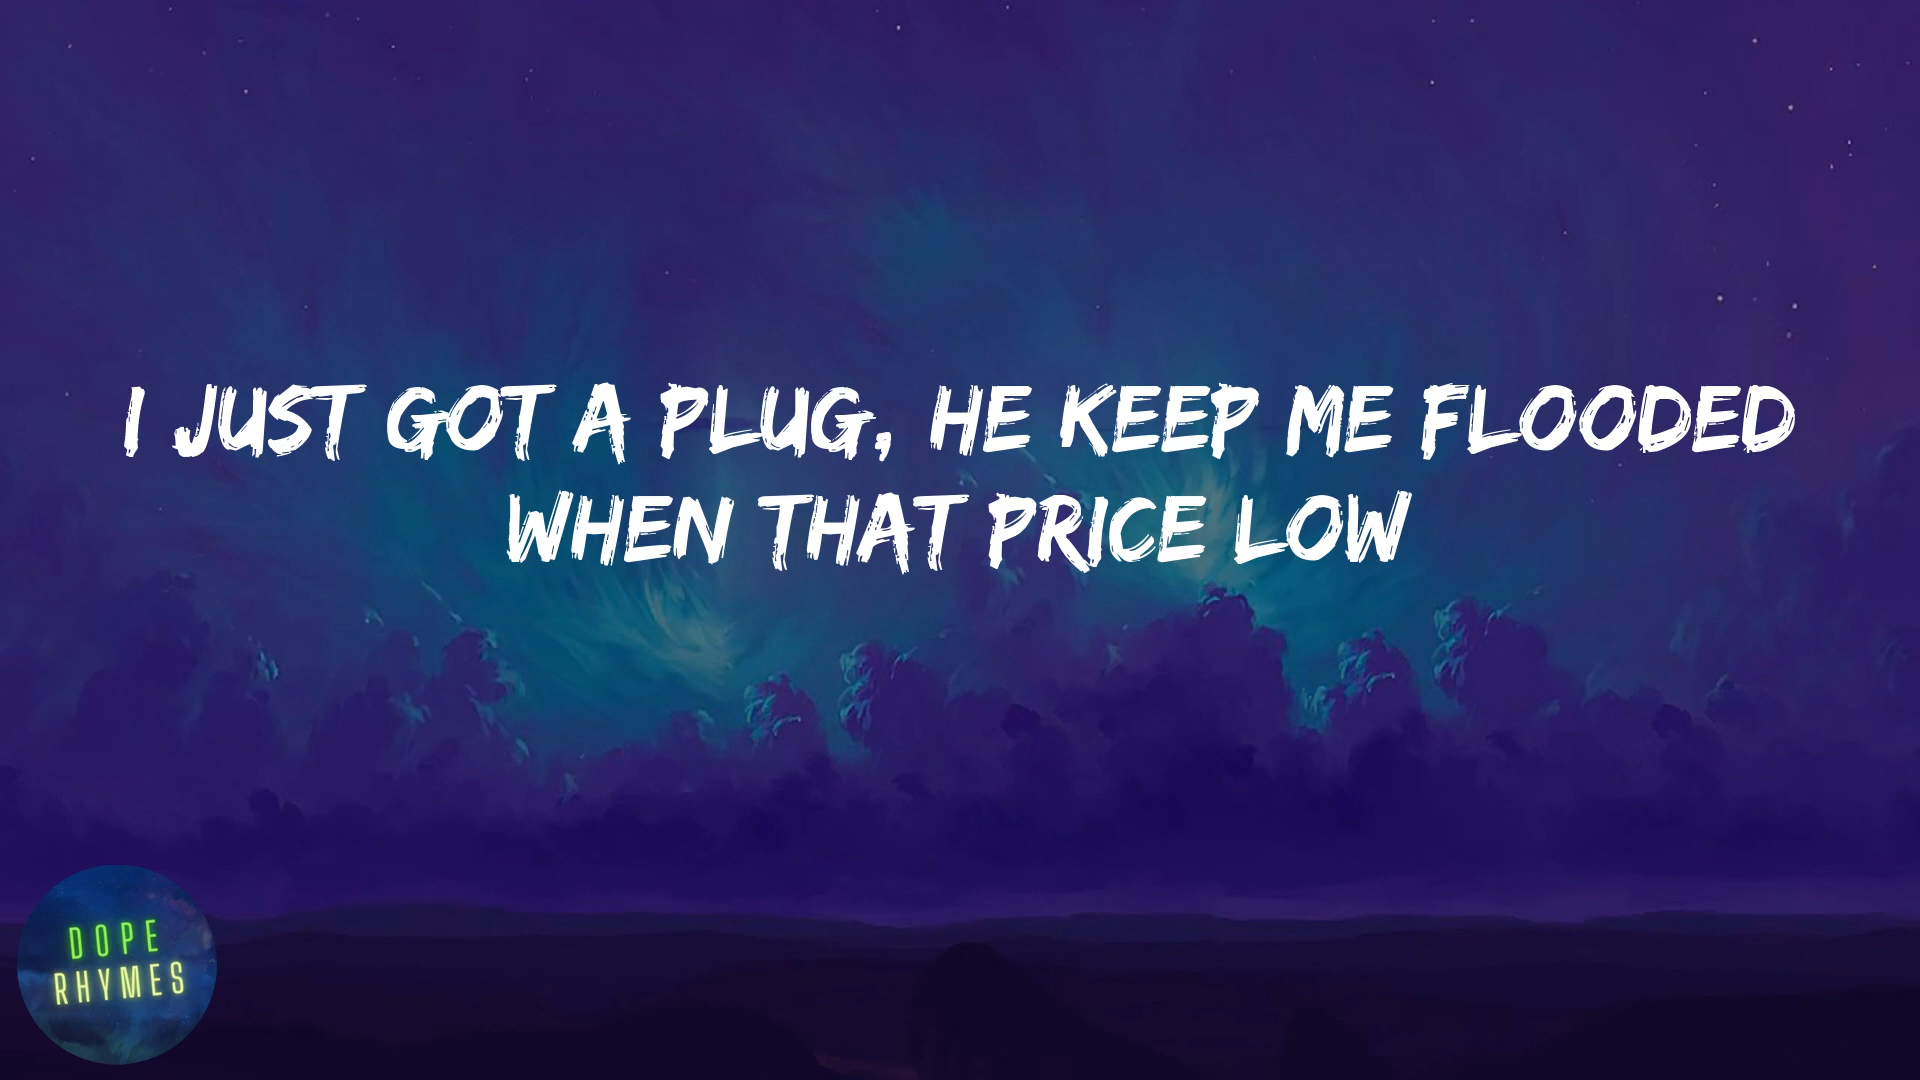 I JUST GOT A PLUG, HE KEEP ME FLOODED
WHEN THAT PRICE LOW
DOPE
RHYMES